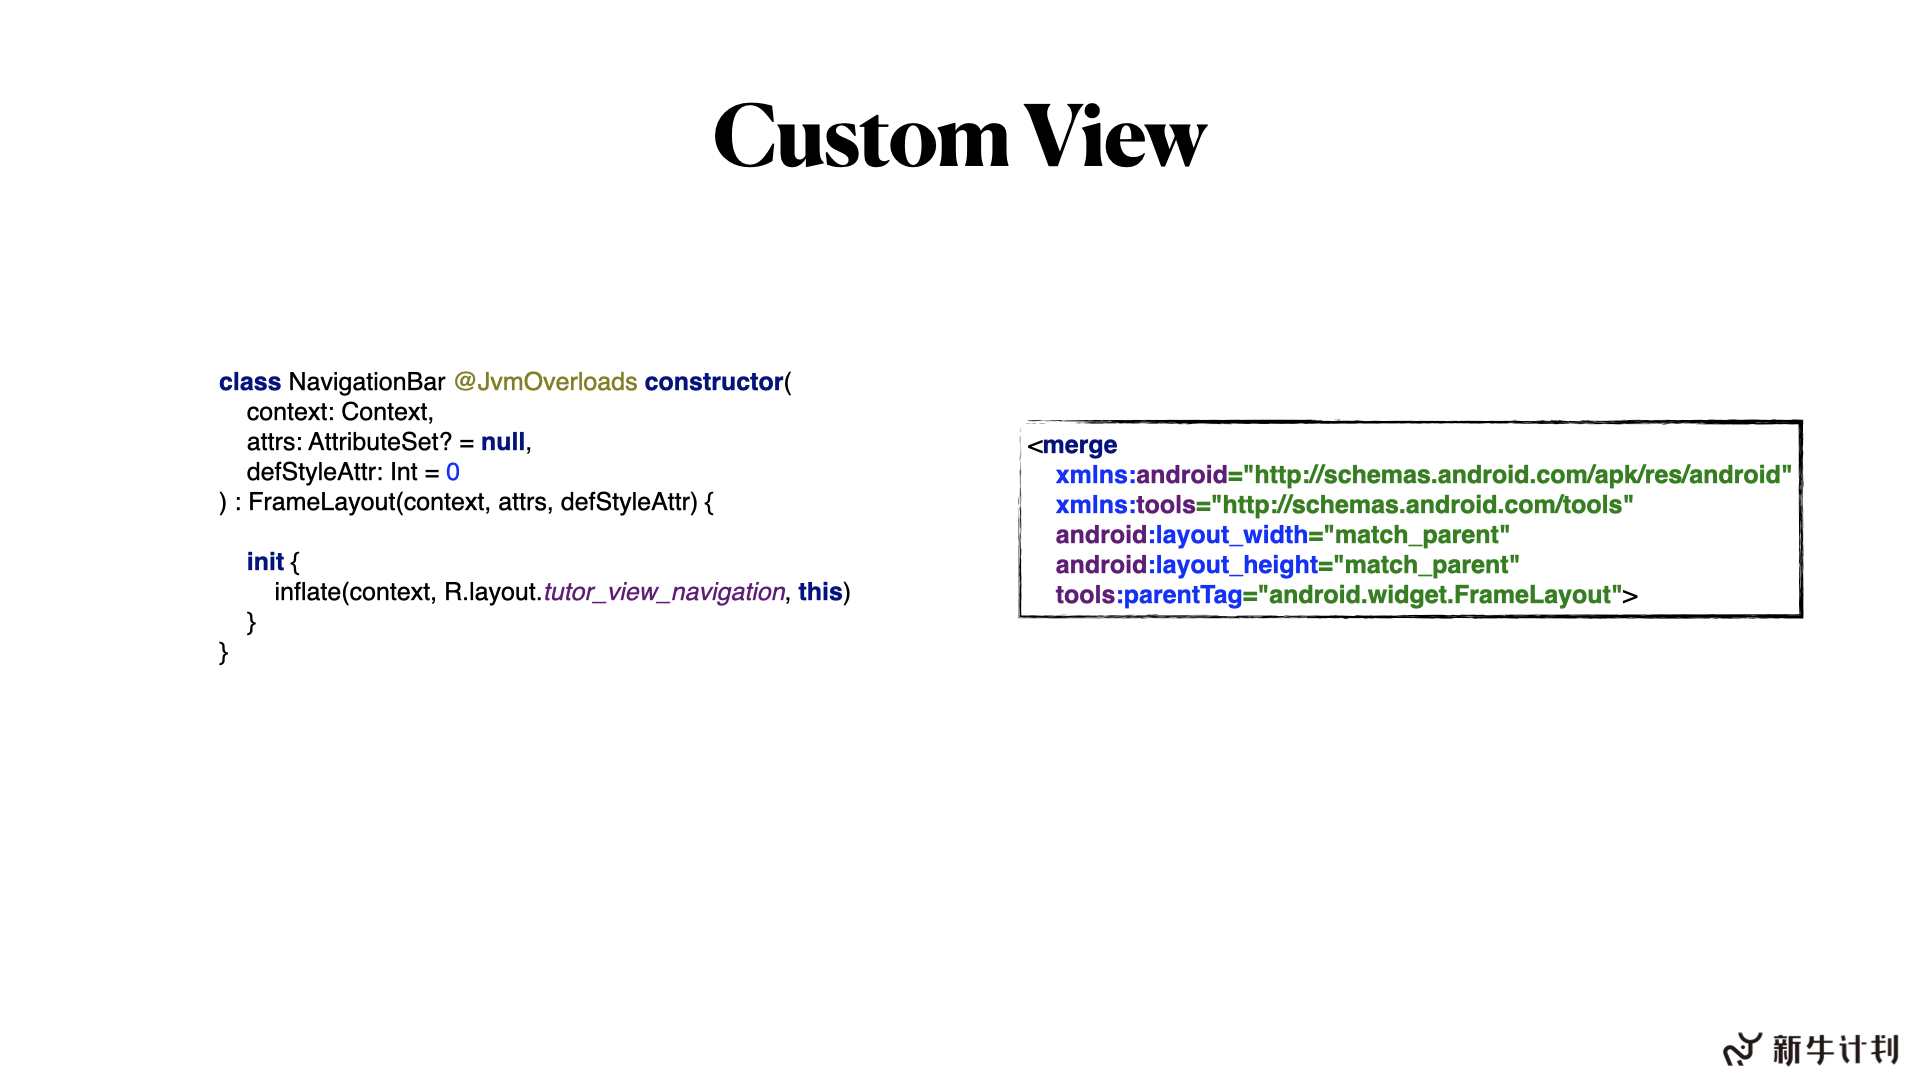 Custom View
class NavigationBar @JvmOverloads constructor(
context: Context,
attrs: AttributeSet? = null,
defStyleAttr: Int = 0
) : FrameLayout(context, attrs, defStyleAttr) {
init {
inflate(context, R.layout.tutor_view_navigation, this)
}
}
<merge
xmlns:android="http://schemas.android.com/apk/res/android"
xmlns:tools="http://schemas.android.com/tools"
android:layout_width="match_parent"
android:layout_height="match_parent"
tools:parentTag="android.widget.FrameLayout">
新牛计划